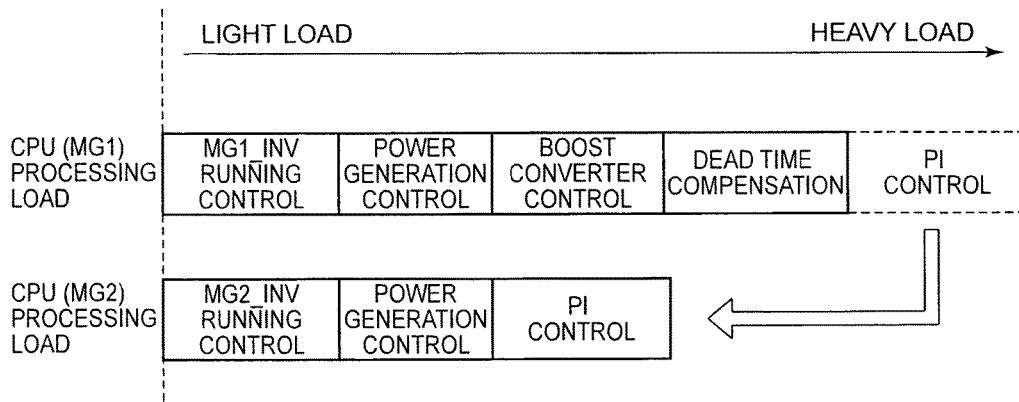 LIGHT LOAD
HEAVY LOAD
CPU (MG1)
PROCESSING
LOAD
MG1_INV
RUNNING
CONTROL
POWER
GENERATION
CONTROL
BOOST
CONVERTER
CONTROL
DEAD TIME
COMPENSATION
PI
CONTROL
CPU (MG2)
PROCESSING
LOAD
MG2_INV
RUNNING
CONTROL
POWER
GENERATION
CONTROL
PI
CONTROL